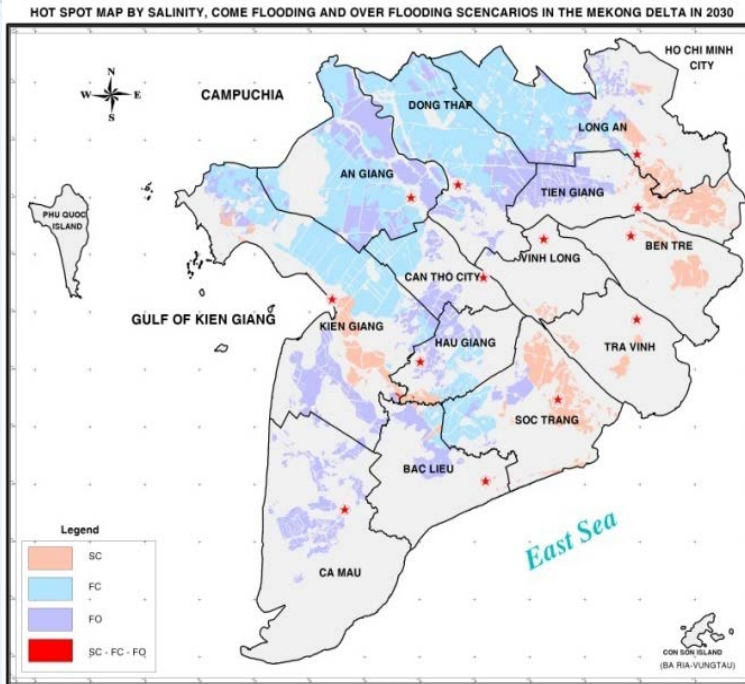 HOT SPOT MAP BY SALINITY, COME FLOODING AND OVER FLOODING SCENCARIOS IN THE MEKONG DELTA IN 2030
HO CHI MINH
CITY
N
W E
S
CAMPUCHIA
DONG THAP
LONG AN
AN GIANG
TIEN GIANG
PHU QUOC
ISLAND
BEN TRE
VINH LONG
CAN THO CITY
GULF OF KIEN GIANG
KIEN GIANG
HAU GIANG
TRA VINH
SOC TRANG
BAC LIEU
East Sea
CA MAU
Legend
SC
FC
FO
SC - FC - FO
CON SON ISLAND
(BA RIA-VUNGTAU)